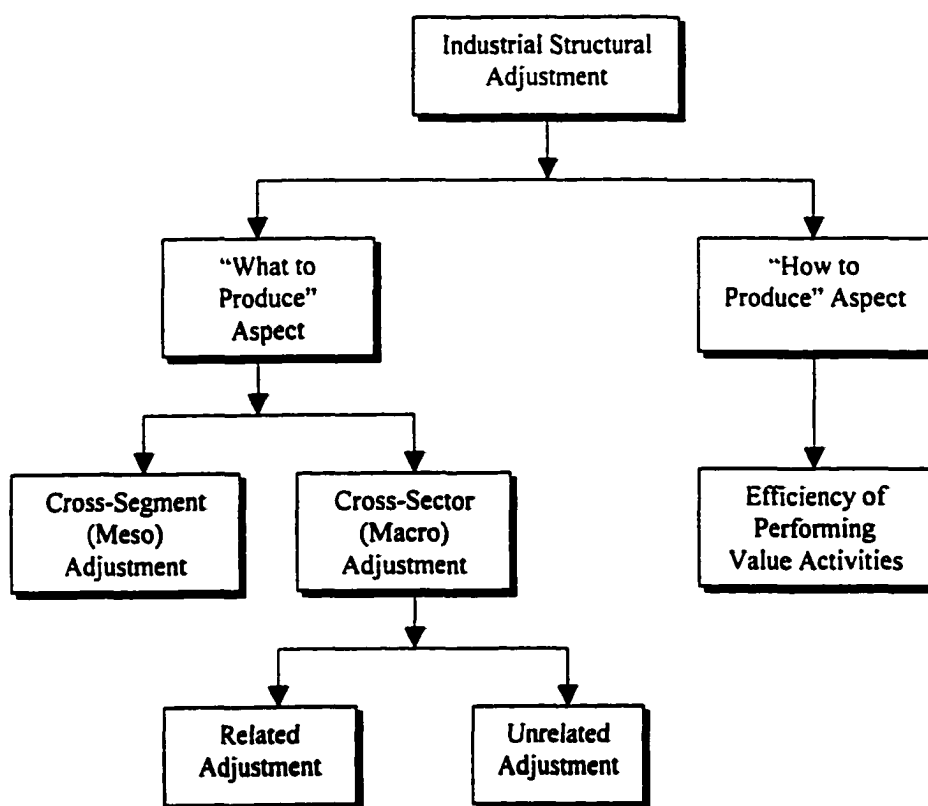 Industrial Structural
Adjustment
“What to
Produce”
Aspect
“How to
Produce” Aspect
Cross-Segment
(Meso)
Adjustment
Cross-Sector
(Macro)
Adjustment
Efficiency of
Performing
Value Activities
Related
Adjustment
Unrelated
Adjustment